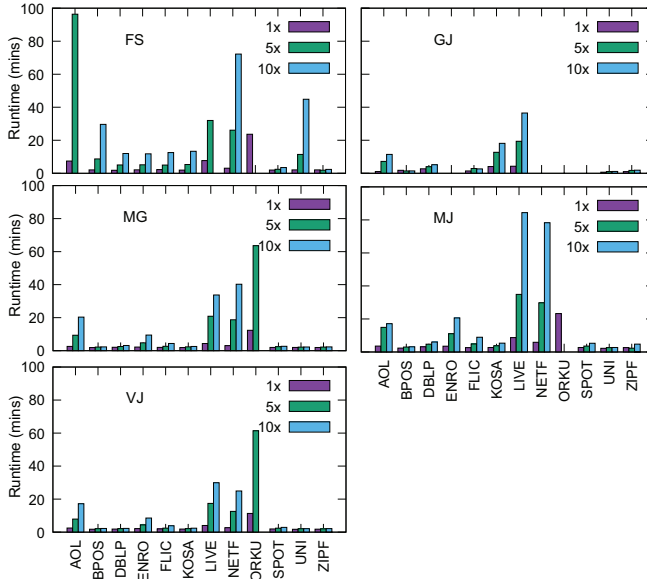 FS
1x
5x
10x
Runtime (mins)
100
80
60
40
20
0
GJ
1x
5x
10x
MG
1x
5x
10x
Runtime (mins)
100
80
60
40
20
0
MJ
1x
5x
10x
AOL
BPOS
DBLP
ENRO
FLIC
KOSA
LIVE
NETF
ORKU
SPOT
UNI
ZIPF
VJ
1x
5x
10x
Runtime (mins)
100
80
60
40
20
0
AOL
BPOS
DBLP
ENRO
FLIC
KOSA
LIVE
NETF
ORKU
SPOT
UNI
ZIPF